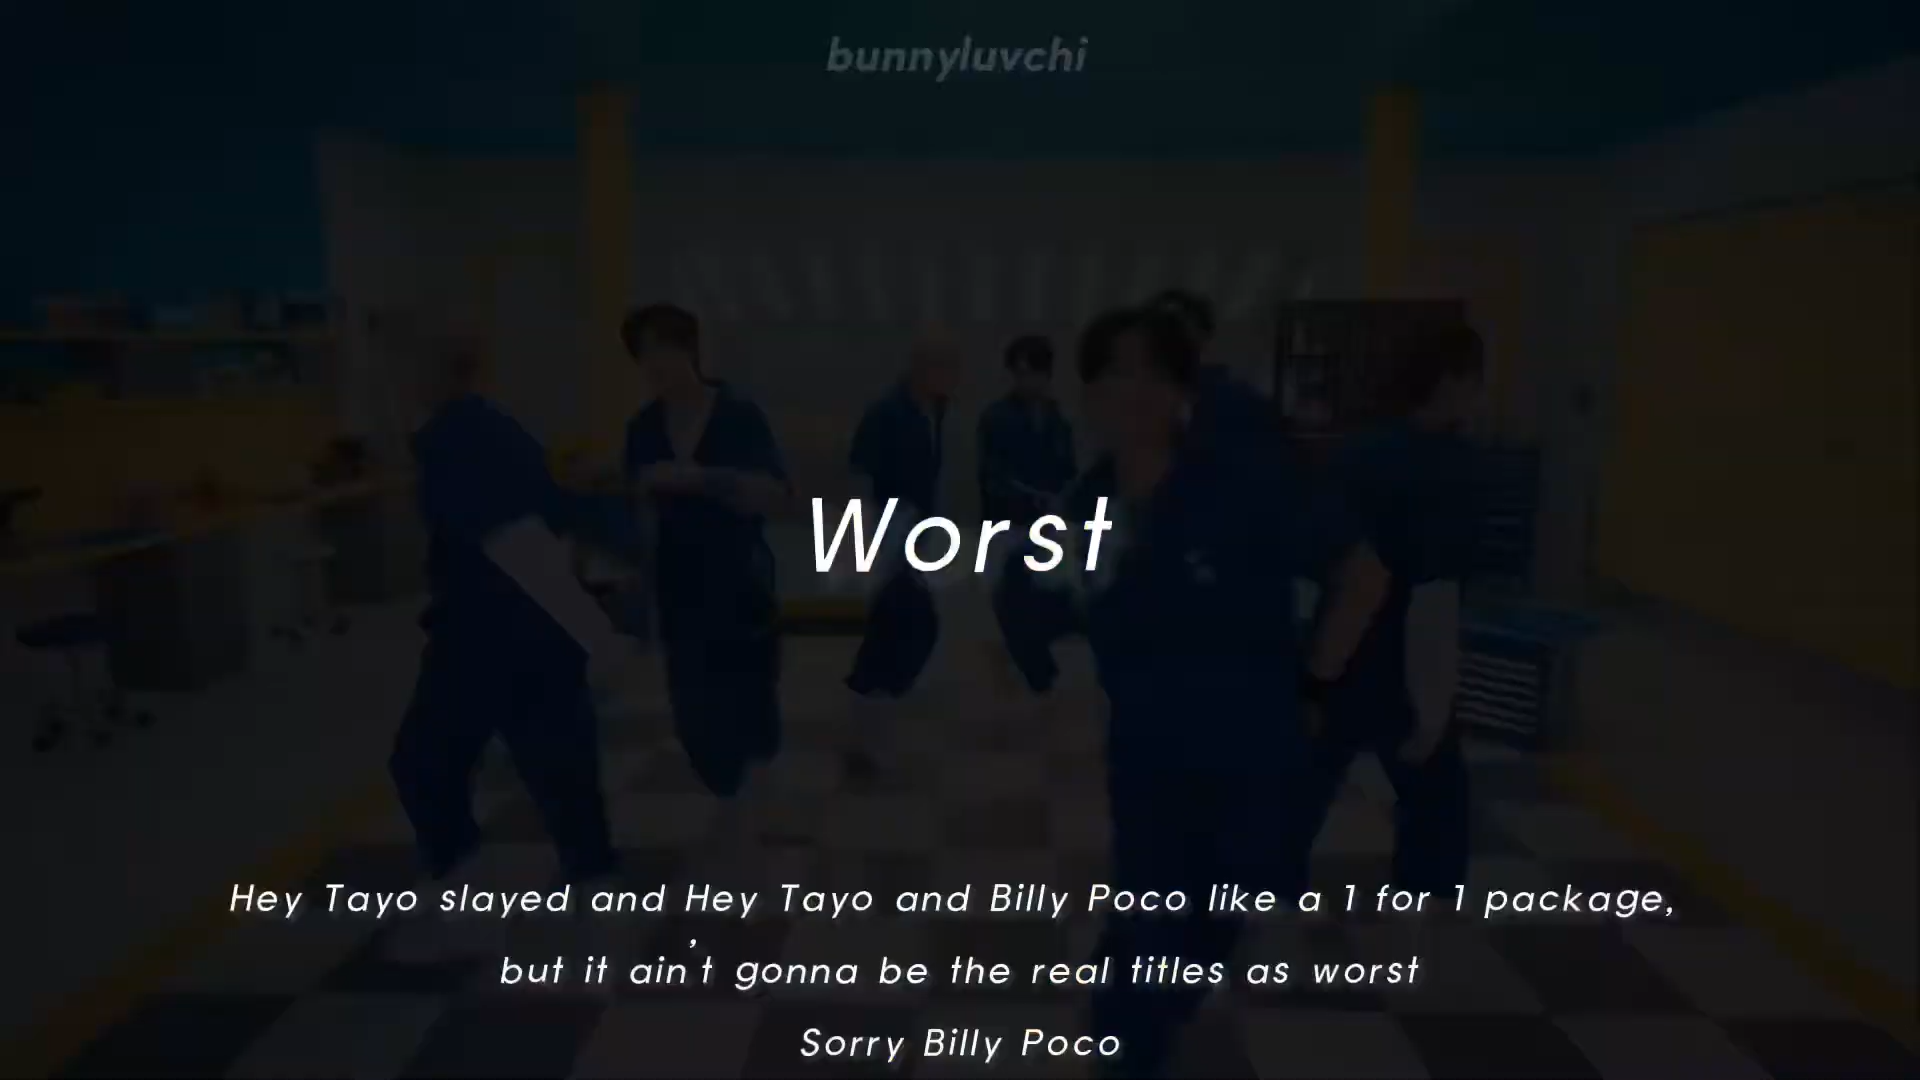 bunnyluvchi
Worst
Hey Tayo slayed and Hey Tayo and Billy Poco like a 1 for 1 package,
but it ain't gonna be the real titles as worst
Sorry Billy Poco